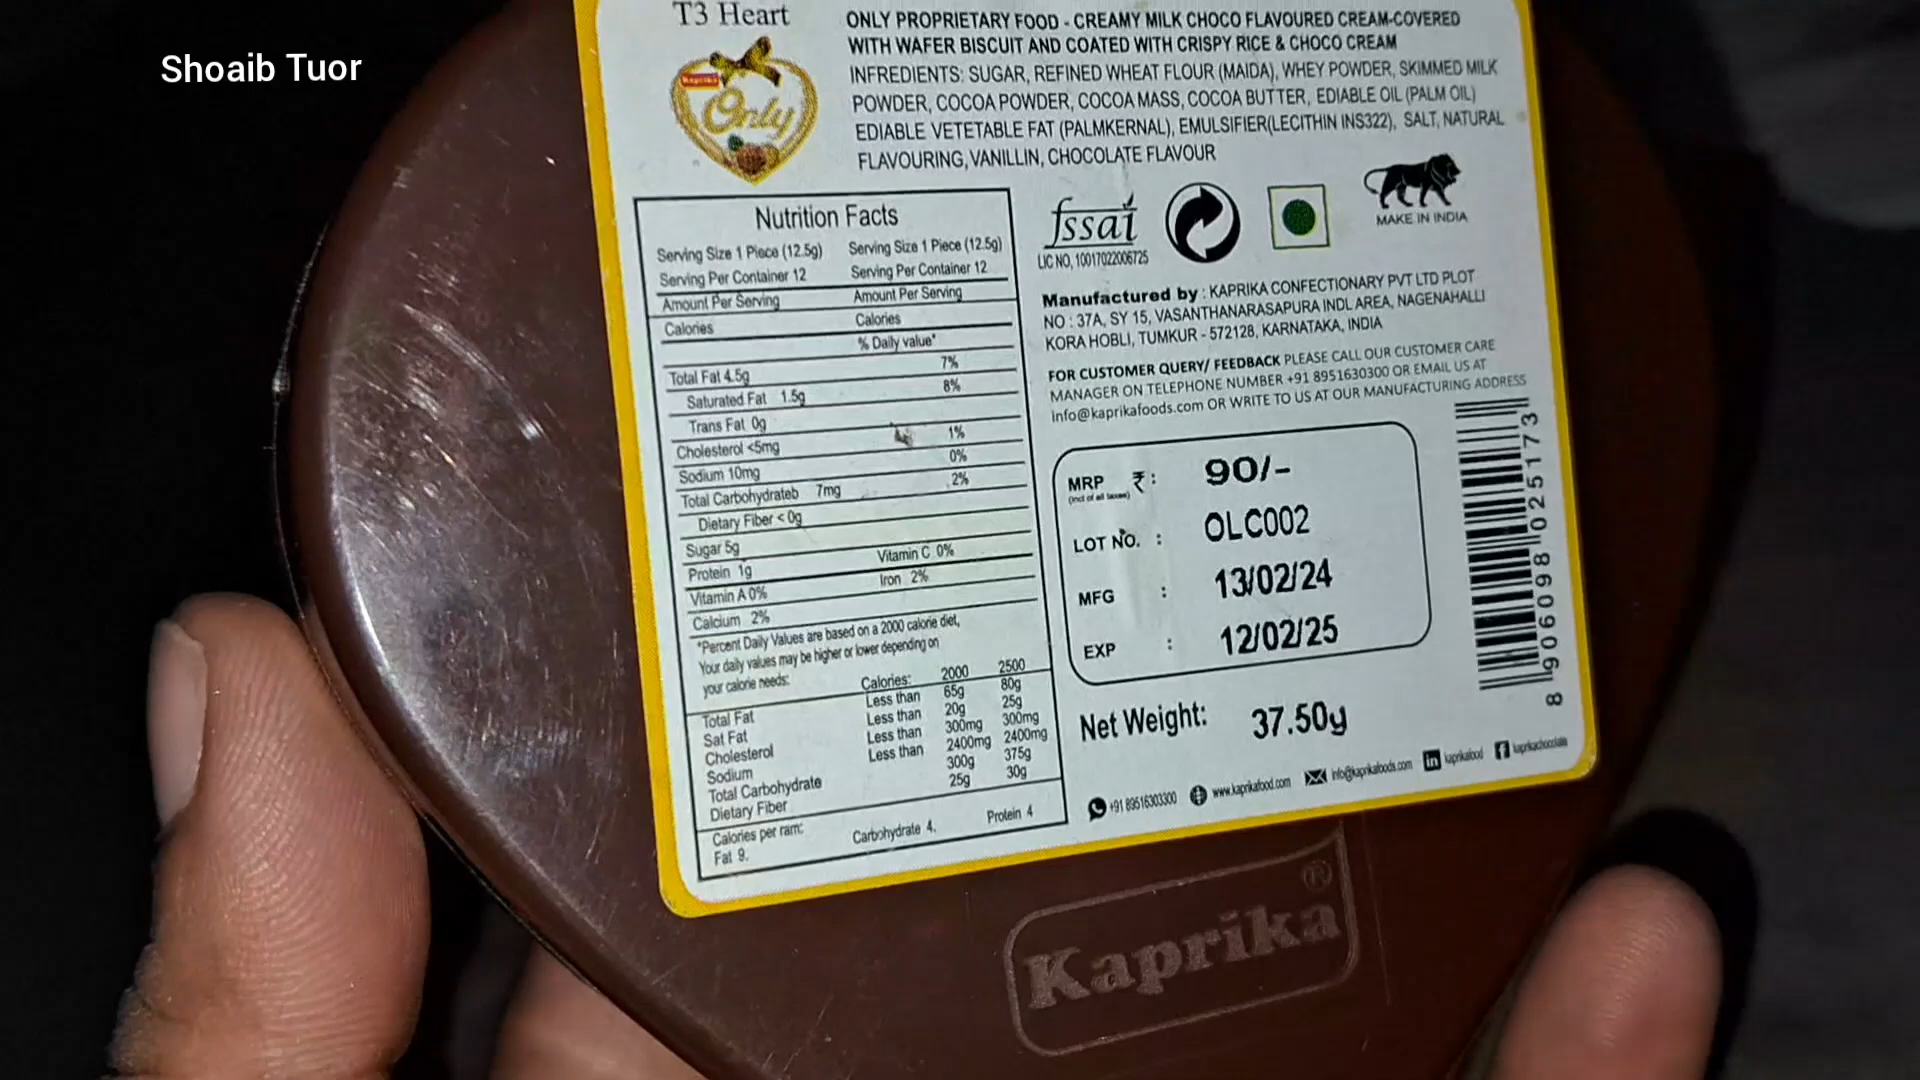 Shoaib Tuor
T3 Heart
Kaprika
Only
ONLY PROPRIETARY FOOD - CREAMY MILK CHOCO FLAVOURED CREAM-COVERED
WITH WAFER BISCUIT AND COATED WITH CRISPY RICE & CHOCO CREAM
INFREDIENTS: SUGAR, REFINED WHEAT FLOUR (MAIDA), WHEY POWDER, SKIMMED MILK
POWDER, COCOA POWDER, COCOA MASS, COCOA BUTTER, EDIABLE OIL (PALM OIL)
EDIABLE VETETABLE FAT (PALMKERNAL), EMULSIFIER(LECITHIN INS322), SALT, NATURAL
FLAVOURING, VANILLIN, CHOCOLATE FLAVOUR
Nutrition Facts
Serving Size 1 Piece (12.5g) Serving Size 1 Piece (12.5g)
Serving Per Container 12 Serving Per Container 12
Amount Per Serving Amount Per Serving
Calories Calories
% Daily value*
Total Fat 4.5g 7%
Saturated Fat 1.5g 8%
Trans Fat 0g
Cholesterol <5mg 1%
Sodium 10mg 0%
Total Carbohydrateb 7mg 2%
Dietary Fiber < 0g
Sugar 5g
Protein 1g Vitamin C 0%
Vitamin A 0% Iron 2%
Calcium 2%
*Percent Daily Values are based on a 2000 calorie diet,
Your daily values may be higher or lower depending on
your calorie needs:
Calories: 2000 2500
Total Fat Less than 65g 80g
Sat Fat Less than 20g 25g
Cholesterol Less than 300mg 300mg
Sodium Less than 2400mg 2400mg
Total Carbohydrate 300g 375g
Dietary Fiber 25g 30g
Calories per ram:
Fat 9. Carbohydrate 4. Protein 4
fssai
LIC NO, 10017022006725
MAKE IN INDIA
Manufactured by : KAPRIKA CONFECTIONARY PVT LTD PLOT
NO : 37A, SY 15, VASANTHANARASAPURA INDL AREA, NAGENAHALLI
KORA HOBLI, TUMKUR - 572128, KARNATAKA, INDIA
FOR CUSTOMER QUERY/ FEEDBACK PLEASE CALL OUR CUSTOMER CARE
MANAGER ON TELEPHONE NUMBER +91 8951630300 OR EMAIL US AT
Info@kaprikafoods.com OR WRITE TO US AT OUR MANUFACTURING ADDRESS
MRP ₹ : 90/-
(incl of all taxes)
LOT NO. : OLC002
MFG : 13/02/24
EXP : 12/02/25
Net Weight: 37.50g
8906098025173
+91 89516303300 www.kaprikafood.com info@kaprikafoods.com in kaprikafood f kaprikachocolate
Kaprika ®